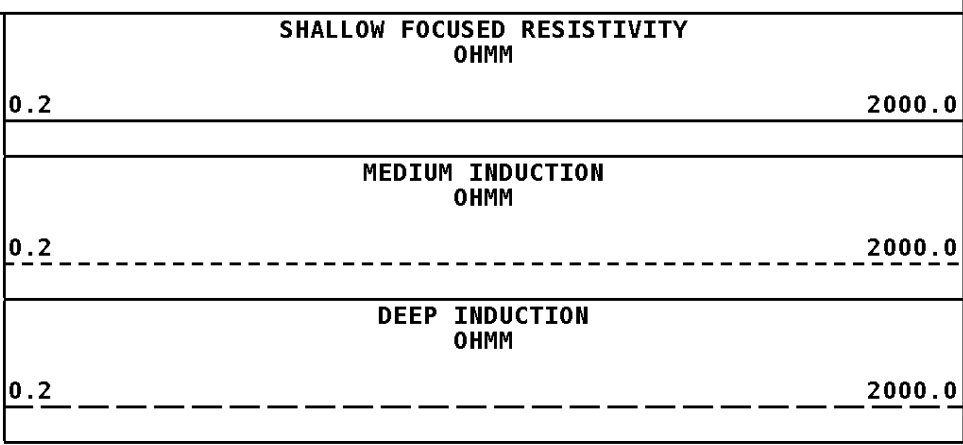 SHALLOW FOCUSED RESISTIVITY
OHMM
0.2 2000.0
MEDIUM INDUCTION
OHMM
0.2 2000.0
DEEP INDUCTION
OHMM
0.2 2000.0